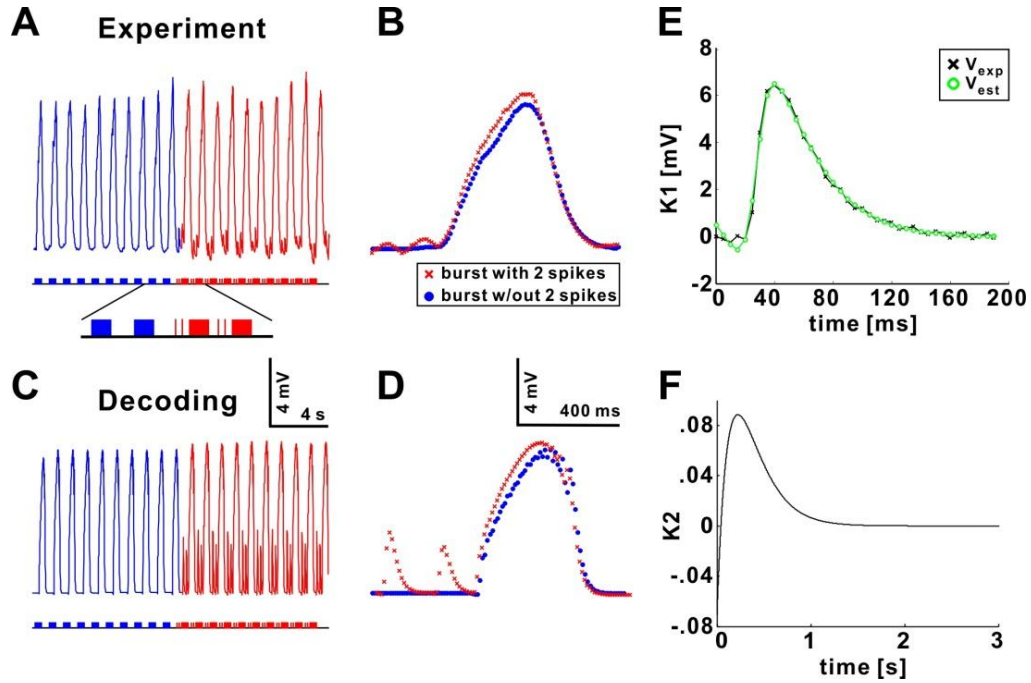 A
Experiment
B
× burst with 2 spikes
● burst w/out 2 spikes
C
Decoding
4 mV
4 s
D
4 mV
400 ms
E
8
6
4
2
0
-2
K1 [mV]
× Vexp
o Vest
0 40 80 120 160 200
time [ms]
F
.08
.04
0
-.04
-.08
K2
0 1 2 3
time [s]